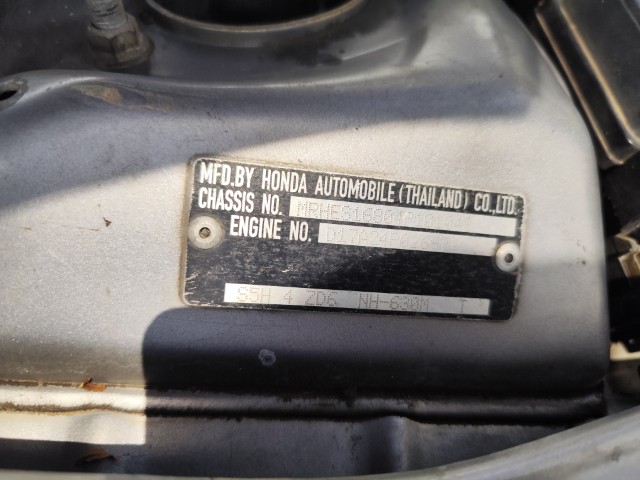 MFD.BY HONDA AUTOMOBILE (THAILAND) CO.,LTD.
CHASSIS NO.
ENGINE NO.
S5H 4 ZD6 NH-630M T